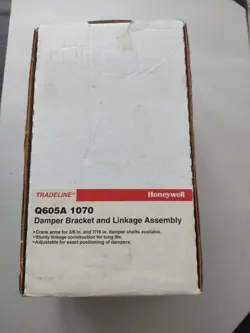 TRADELINE® Honeywell
Q605A 1070
Damper Bracket and Linkage Assembly
•Crank arms for 3/8 in. and 7/16 in. damper shafts available.
•Sturdy linkage construction for long life.
•Adjustable for exact positioning of dampers.